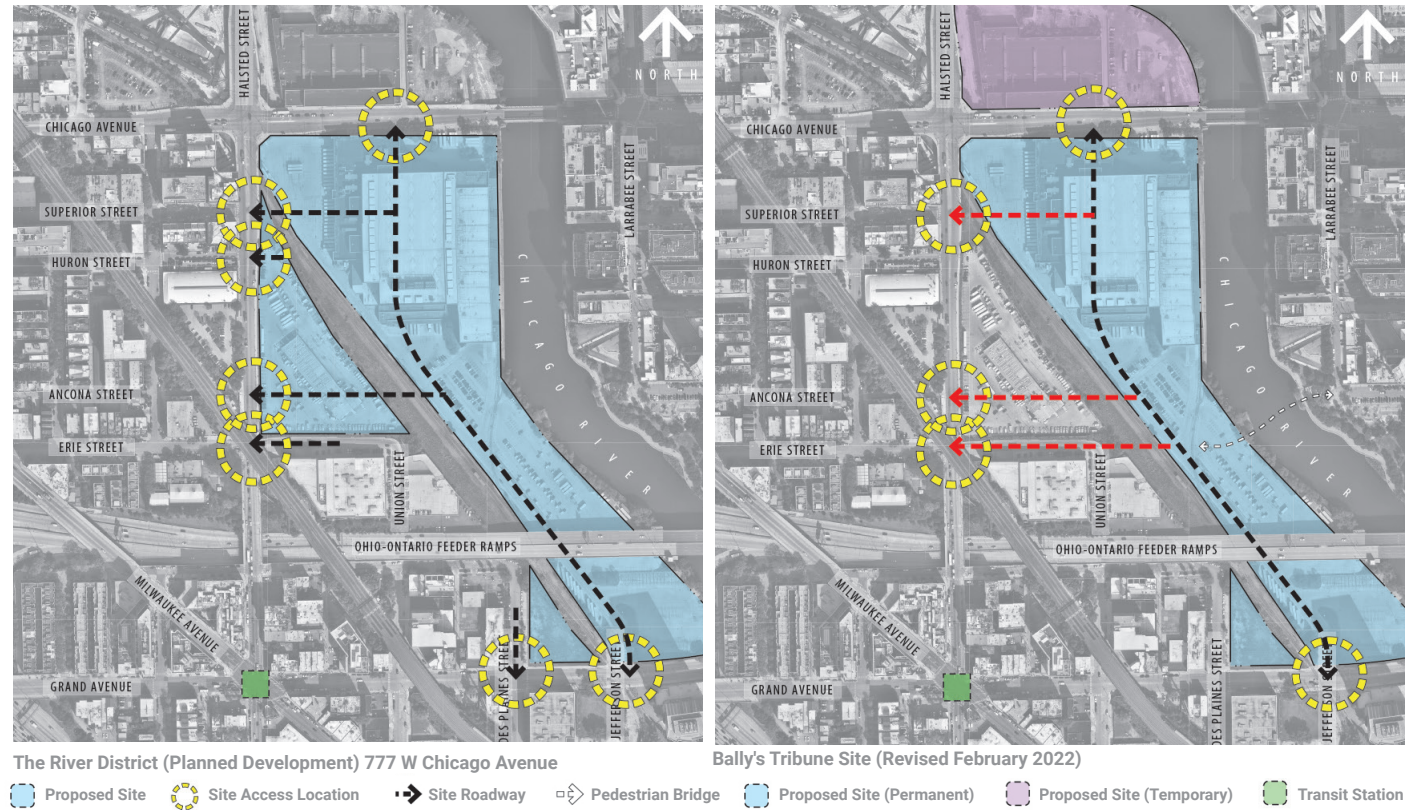 HALSTED STREET
NORTH
CHICAGO AVENUE
LARRABEE STREET
SUPERIOR STREET
HURON STREET
CHICAGO RIVER
ANCONA STREET
ERIE STREET
UNION STREET
OHIO-ONTARIO FEEDER RAMPS
MILWAUKEE AVENUE
DES PLAINES STREET
JEFFERSON STREET
GRAND AVENUE
HALSTED STREET
NORTH
CHICAGO AVENUE
LARRABEE STREET
SUPERIOR STREET
HURON STREET
CHICAGO RIVER
ANCONA STREET
ERIE STREET
UNION STREET
OHIO-ONTARIO FEEDER RAMPS
MILWAUKEE AVENUE
DES PLAINES STREET
JEFFERSON STREET
GRAND AVENUE
The River District (Planned Development) 777 W Chicago Avenue
Bally's Tribune Site (Revised February 2022)
Proposed Site
Site Access Location
Site Roadway
Pedestrian Bridge
Proposed Site (Permanent)
Proposed Site (Temporary)
Transit Station